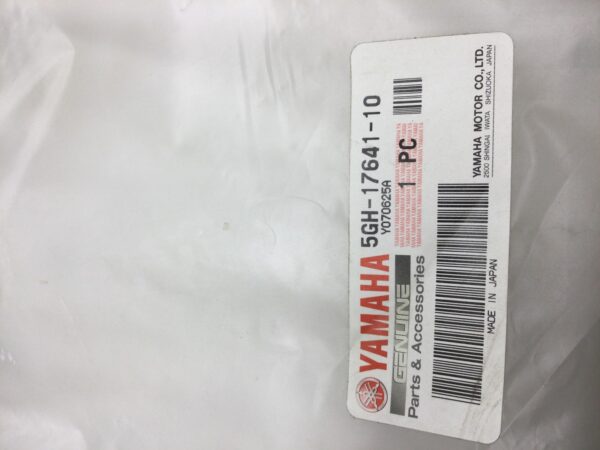 YAMAHA
GENUINE
Parts & Accessories
5GH-17641-10
Y070625A
1 PC
MADE IN JAPAN
YAMAHA MOTOR CO.,LTD.
2500 SHINGAI IWATA SHIZUOKA JAPAN